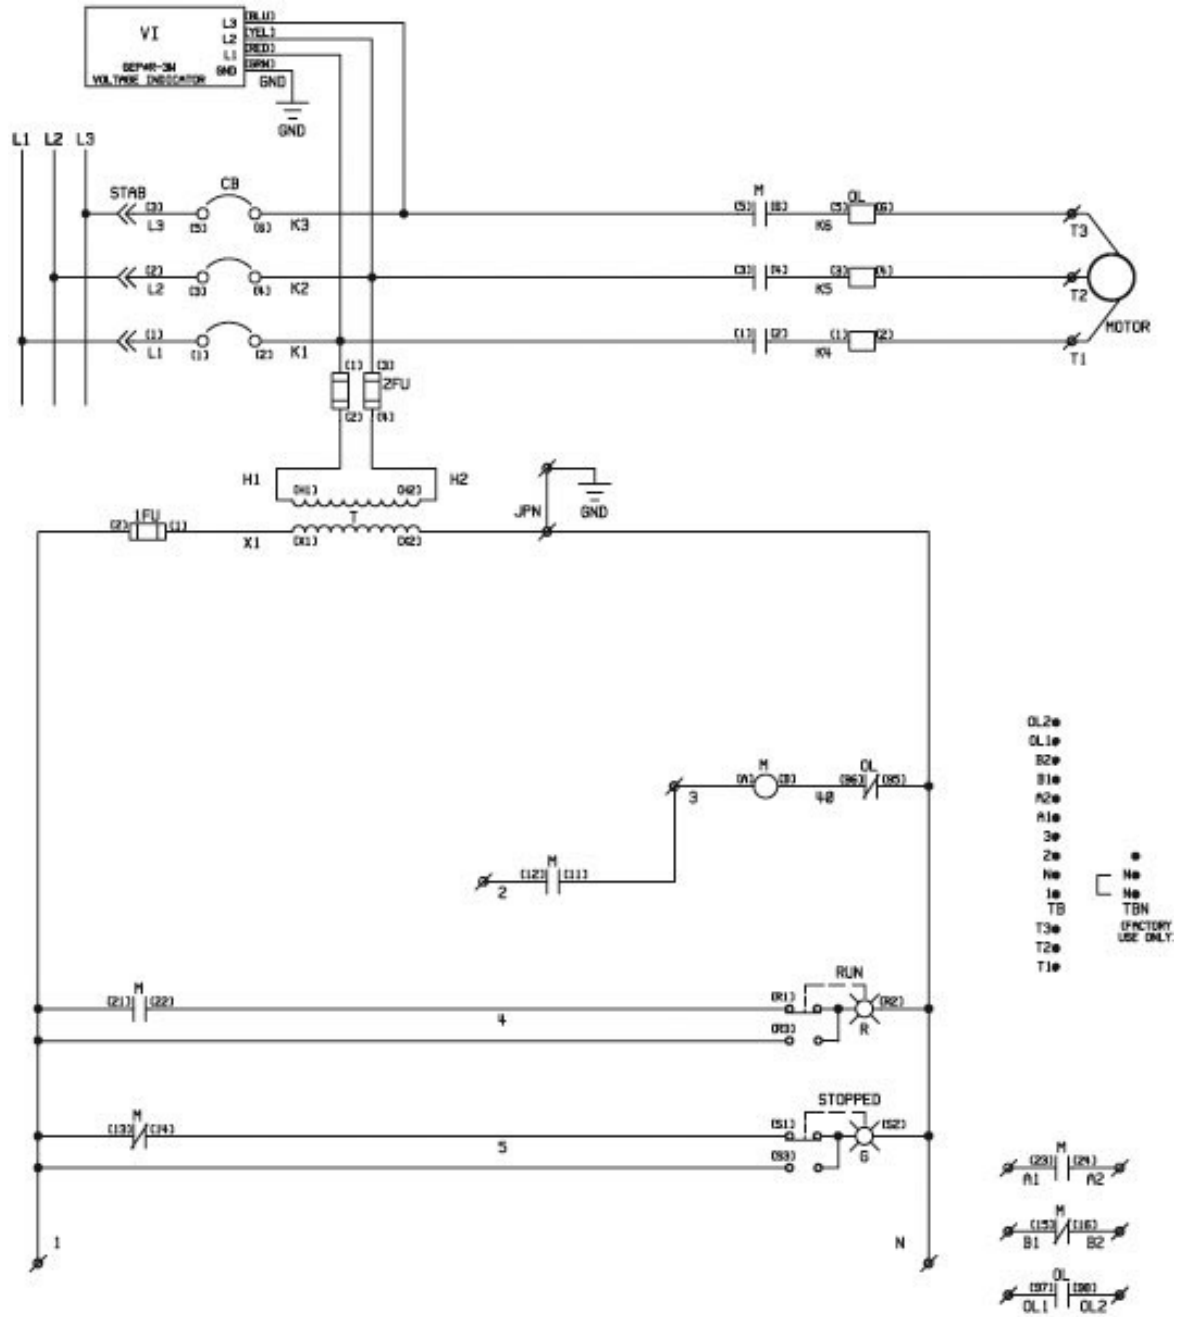 VI
L3 (BLU)
L2 (YEL)
L1 (RED)
GND (GRN)
GEP4R-3W
VOLTAGE INDICATOR
GND
GND
L1 L2 L3
STAB CB M OL
(3) L3 (5) (6) K3 (5) (6) K6 (5) (6) T3
(2) L2 (3) (4) K2 (3) (4) K5 (3) (4) T2
(1) L1 (1) (2) K1 (1) (2) K4 (1) (2) T1
MOTOR
(1) (3)
2FU
(2) (4)
H1 (H1) (H2) H2
JPN GND
1FU T
(2) (1) X1 (X1) (X2)
OL2
OL1
B2
B1
A2
A1
3
2
N N
1 N
TB TBN
(FACTORY
USE ONLY)
T3
T2
T1
M OL
3 (A) (B) 40 (96) (95)
M
2 (12) (11)
M RUN
(21) (22) 4 (R1) (R2)
(R3) R
M STOPPED
(13) (14) 5 (S1) (S2)
(S3) G
1 N
M
(23) (24)
A1 A2
M
(15) (16)
B1 B2
OL
(97) (98)
OL1 OL2